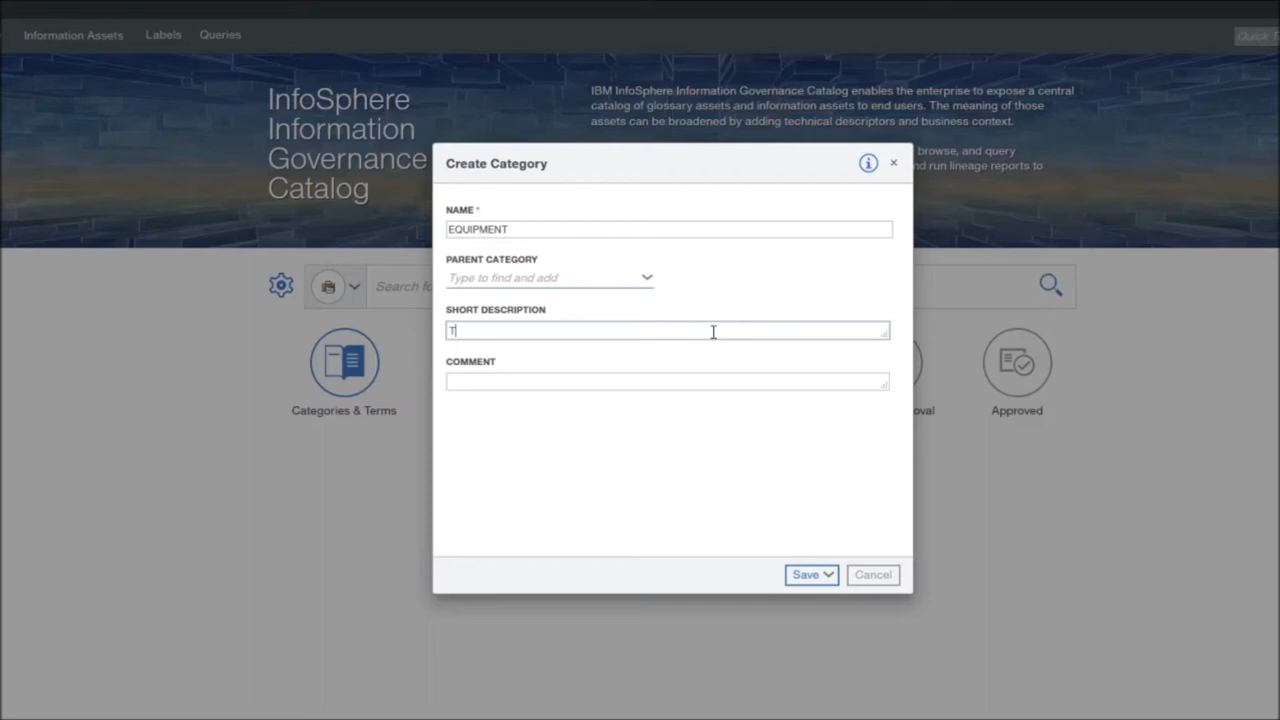 Information Assets
Labels
Queries
Quick
InfoSphere
Information
Governance
Catalog
IBM InfoSphere Information Governance Catalog enables the enterprise to expose a central
catalog of glossary assets and information assets to end users. The meaning of those
assets can be broadened by adding technical descriptors and business context.
browse, and query
run lineage reports to
Create Category
NAME *
EQUIPMENT
PARENT CATEGORY
Type to find and add
SHORT DESCRIPTION
T
COMMENT
Save
Cancel
Search fo
Categories & Terms
oval
Approved